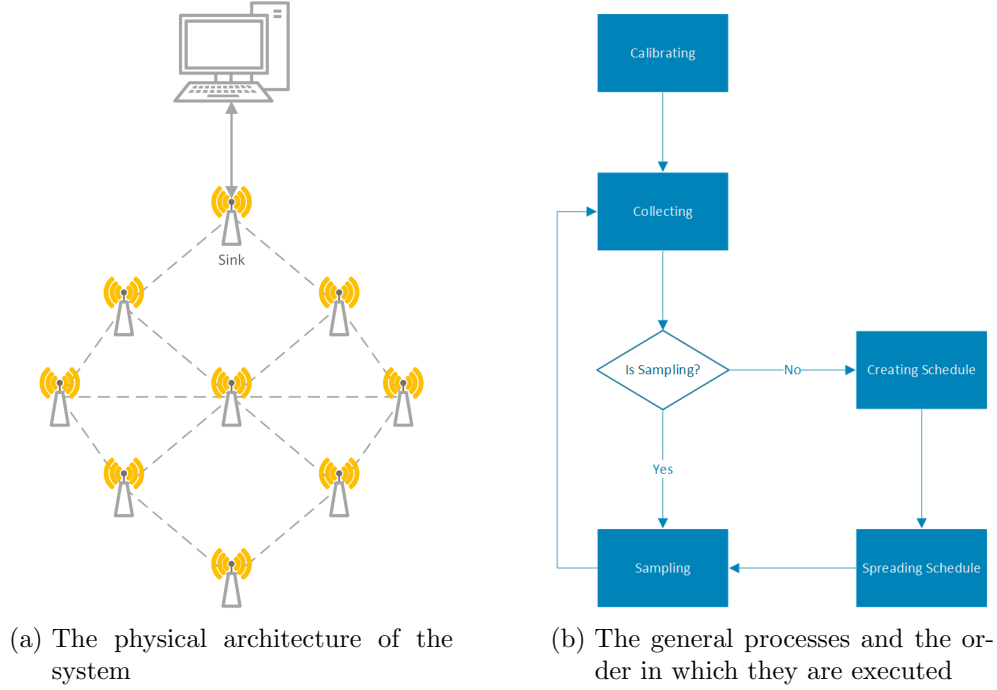 Sink
(a) The physical architecture of the
system
Calibrating
Collecting
Is Sampling?
No
Creating Schedule
Yes
Sampling
Spreading Schedule
(b) The general processes and the or-
der in which they are executed